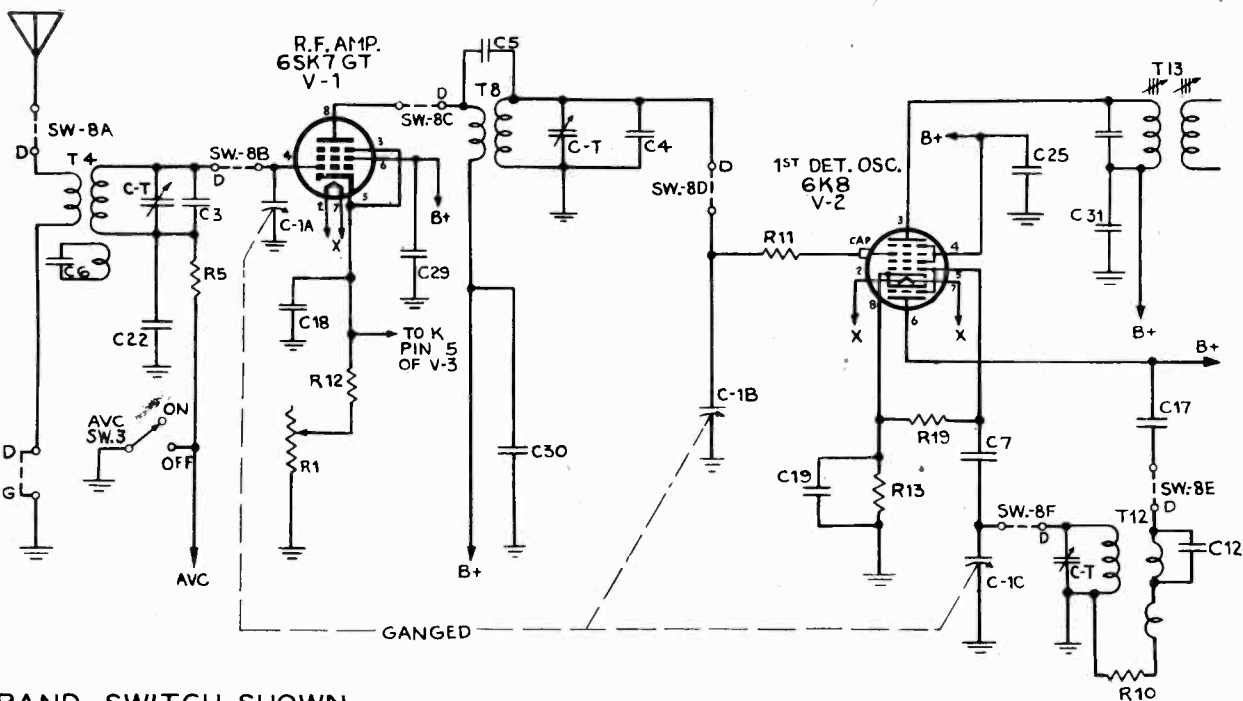 R.F. AMP.
6SK7 GT
V-1
C5
T8
D
SW.-8C
8
3
6
4
5
2
7
X
B+
SW-8A
D
T4
SW.-8B
D
C-T
C3
C-1A
C6
R5
C22
C18
C29
TO K
PIN 5
OF V-3
R12
R1
AVC
SW.3
ON
OFF
D
G
AVC
C-T
C4
D
SW.-8D
C30
B+
C-1B
GANGED
1ST DET. OSC.
6K8
V-2
R11
CAP
3
4
2
5
7
8
6
X
X
B+
C25
T13
C31
B+
B+
R19
C7
C19
R13
C17
SW.-8E
D
SW.-8F
D
T12
C12
C-T
C-1C
R10
BAND SWITCH SHOWN